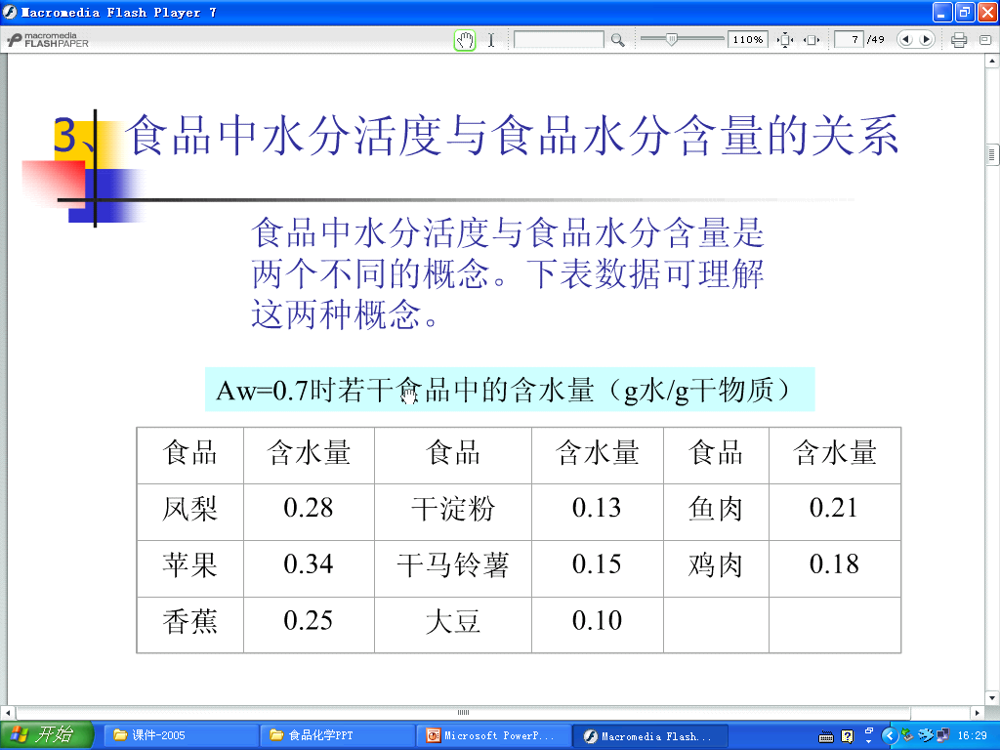 Macromedia Flash Player 7
macromedia
FLASHPAPER
110%
7 /49
3、食品中水分活度与食品水分含量的关系
食品中水分活度与食品水分含量是
两个不同的概念。下表数据可理解
这两种概念。
Aw=0.7时若干食品中的含水量（g水/g干物质）
食品 含水量 食品 含水量 食品 含水量
凤梨 0.28 干淀粉 0.13 鱼肉 0.21
苹果 0.34 干马铃薯 0.15 鸡肉 0.18
香蕉 0.25 大豆 0.10
开始 课件-2005 食品化学PPT Microsoft PowerP... Macromedia Flash... 16:29